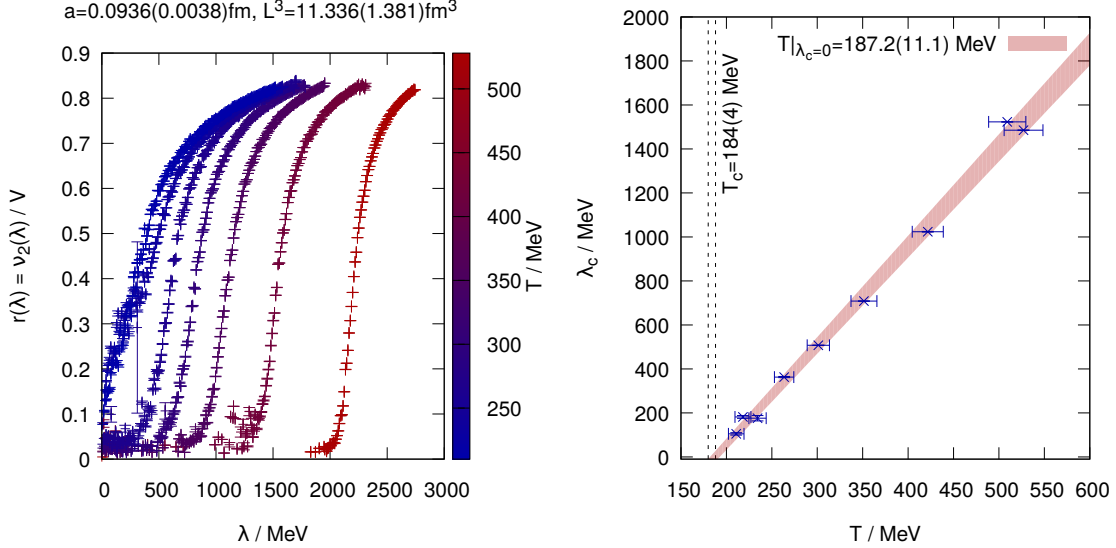 a=0.0936(0.0038)fm, L³=11.336(1.381)fm³
0.9
0.8
0.7
0.6
0.5
0.4
0.3
0.2
0.1
0
r(λ) = ν₂(λ) / V
0 500 1000 1500 2000 2500 3000
λ / MeV
500
450
400
350
300
250
T / MeV
2000
1800
1600
1400
1200
1000
800
600
400
200
0
λc / MeV
T|λc=0=187.2(11.1) MeV
Tc=184(4) MeV
150 200 250 300 350 400 450 500 550 600
T / MeV